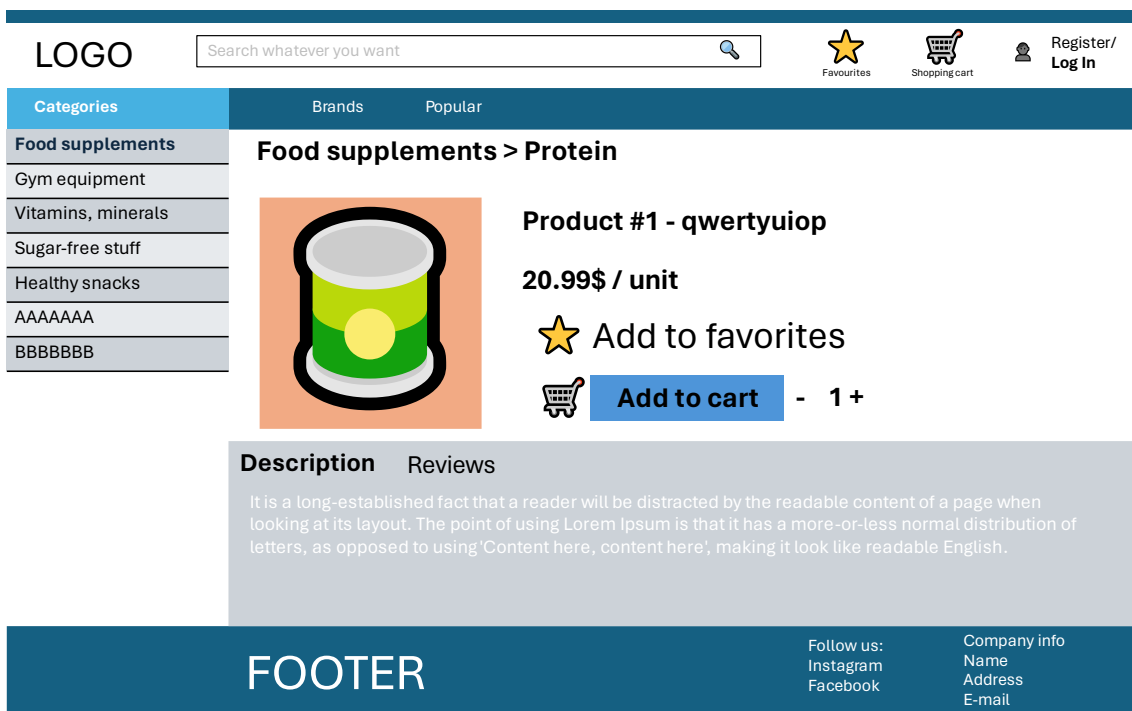 LOGO
Search whatever you want
Favourites
Shopping cart
Register/
Log In
Categories
Brands
Popular
Food supplements
Gym equipment
Vitamins, minerals
Sugar-free stuff
Healthy snacks
AAAAAAA
BBBBBBB
Food supplements > Protein
Product #1 - qwertyuiop
20.99$ / unit
Add to favorites
Add to cart - 1 +
Description Reviews
It is a long-established fact that a reader will be distracted by the readable content of a page when
looking at its layout. The point of using Lorem Ipsum is that it has a more-or-less normal distribution of
letters, as opposed to using 'Content here, content here', making it look like readable English.
FOOTER
Follow us:
Instagram
Facebook
Company info
Name
Address
E-mail